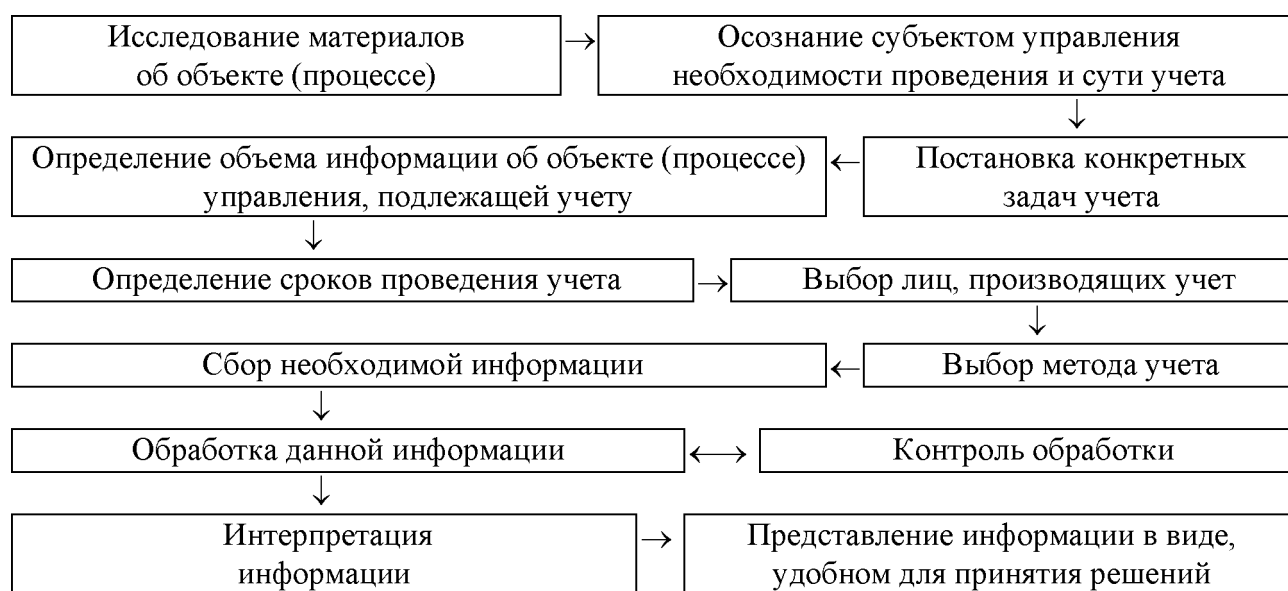 Исследование материалов
об объекте (процессе)
Осознание субъектом управления
необходимости проведения и сути учета
Определение объема информации об объекте (процессе)
управления, подлежащей учету
Постановка конкретных
задач учета
Определение сроков проведения учета
Выбор лиц, производящих учет
Сбор необходимой информации
Выбор метода учета
Обработка данной информации
Контроль обработки
Интерпретация
информации
Представление информации в виде,
удобном для принятия решений